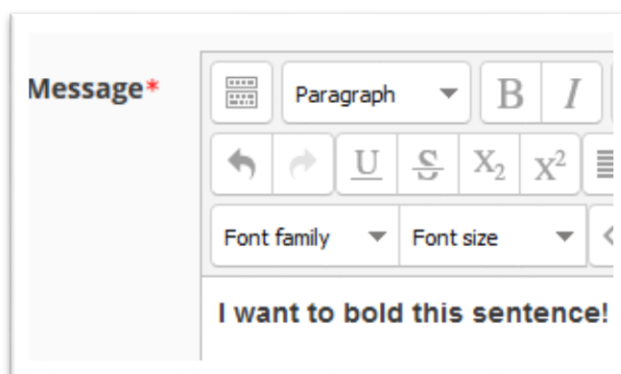 Message*
Paragraph B I
U S X₂ X²
Font family Font size
I want to bold this sentence!